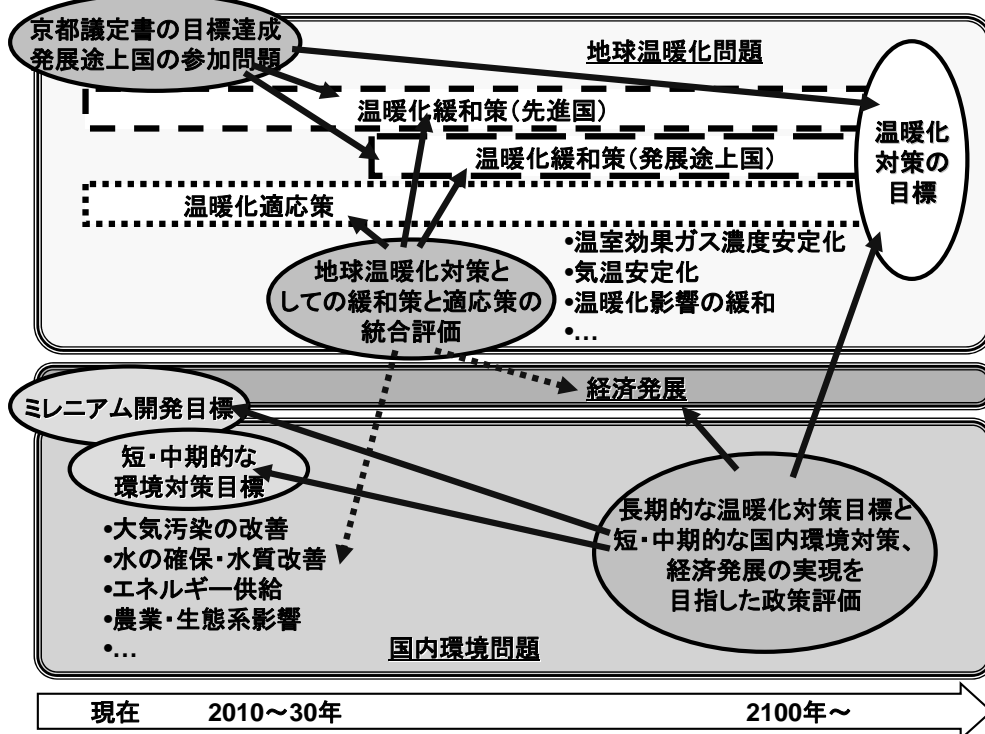 京都議定書の目標達成
発展途上国の参加問題
地球温暖化問題
温暖化緩和策(先進国)
温暖化緩和策(発展途上国)
温暖化
対策の
目標
温暖化適応策
•温室効果ガス濃度安定化
•気温安定化
•温暖化影響の緩和
•…
地球温暖化対策と
しての緩和策と適応策の
統合評価
経済発展
ミレニアム開発目標
短・中期的な
環境対策目標
•大気汚染の改善
•水の確保・水質改善
•エネルギー供給
•農業・生態系影響
•…
長期的な温暖化対策目標と
短・中期的な国内環境対策、
経済発展の実現を
目指した政策評価
国内環境問題
現在 2010～30年 2100年～